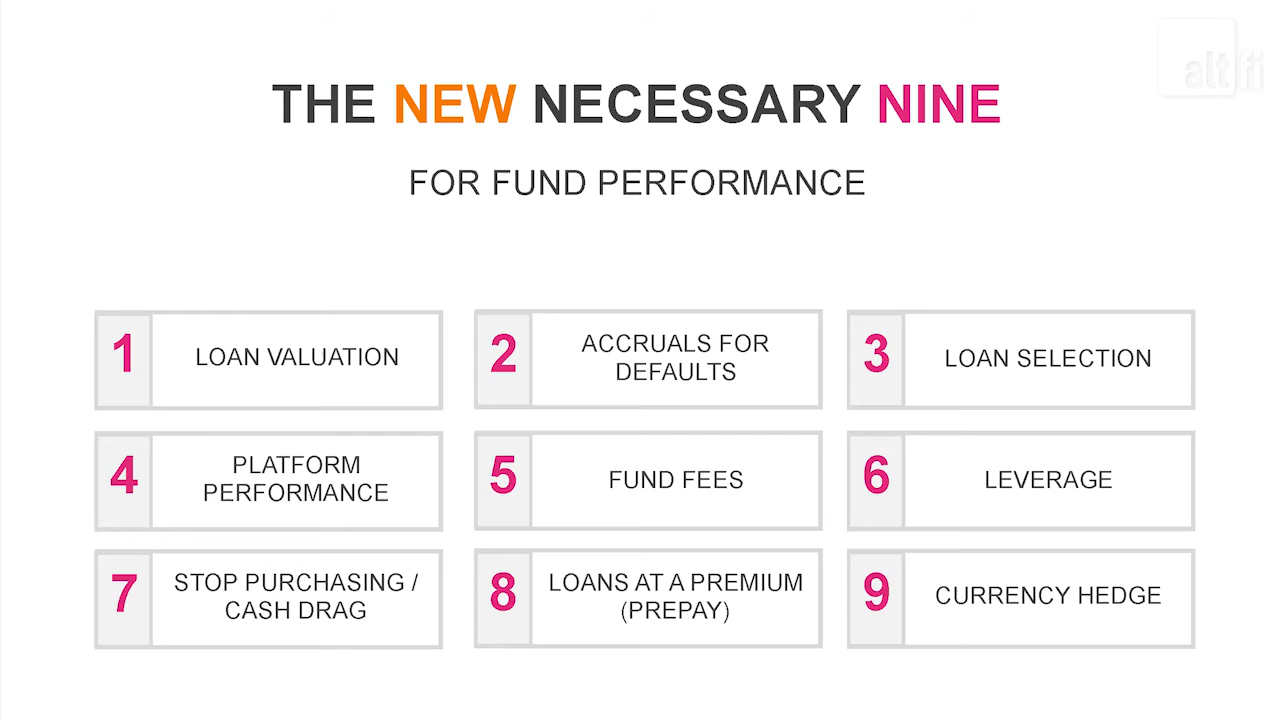 alt fi
THE NEW NECESSARY NINE
FOR FUND PERFORMANCE
1 LOAN VALUATION
2 ACCRUALS FOR
DEFAULTS
3 LOAN SELECTION
4 PLATFORM
PERFORMANCE
5 FUND FEES
6 LEVERAGE
7 STOP PURCHASING /
CASH DRAG
8 LOANS AT A PREMIUM
(PREPAY)
9 CURRENCY HEDGE